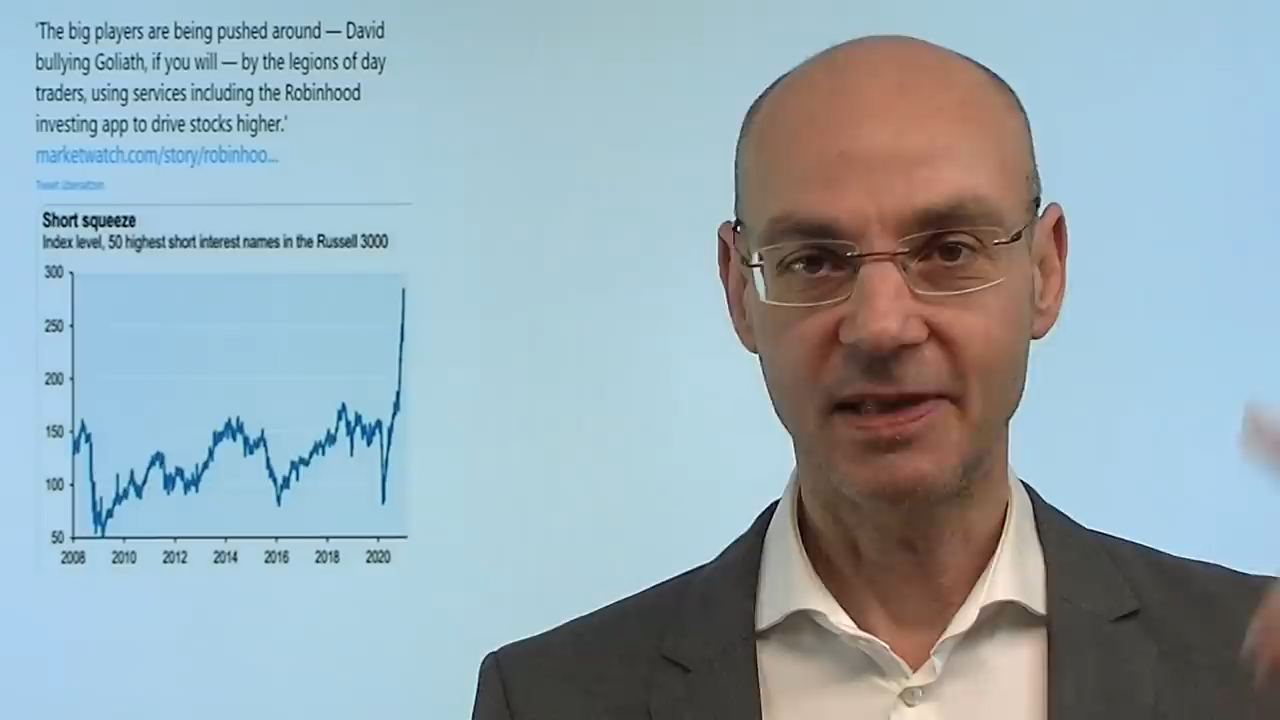 'The big players are being pushed around — David
bullying Goliath, if you will — by the legions of day
traders, using services including the Robinhood
investing app to drive stocks higher.'
marketwatch.com/story/robinhoo...
Tweet übersetzen
Short squeeze
Index level, 50 highest short interest names in the Russell 3000
300
250
200
150
100
50
2008 2010 2012 2014 2016 2018 2020